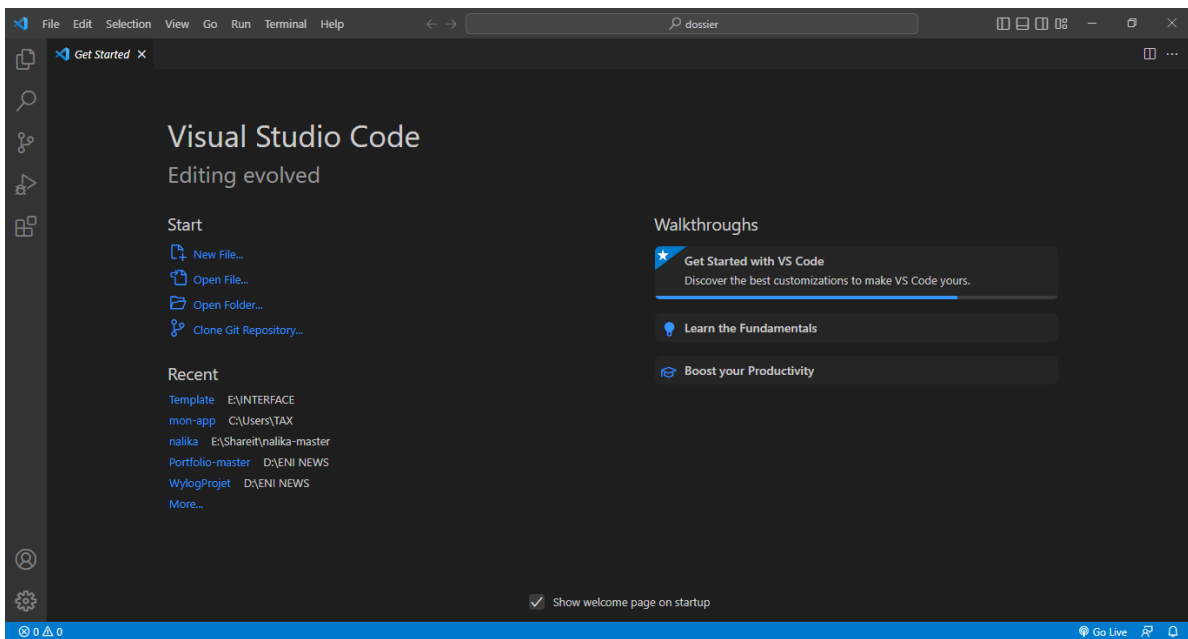 File Edit Selection View Go Run Terminal Help
dossier
Get Started
Visual Studio Code
Editing evolved
Start
New File...
Open File...
Open Folder...
Clone Git Repository...
Recent
Template E:\INTERFACE
mon-app C:\Users\TAX
nalika E:\Shareit\nalika-master
Portfolio-master D:\ENI NEWS
WylogProjet D:\ENI NEWS
More...
Walkthroughs
Get Started with VS Code
Discover the best customizations to make VS Code yours.
Learn the Fundamentals
Boost your Productivity
Show welcome page on startup
0 0
Go Live